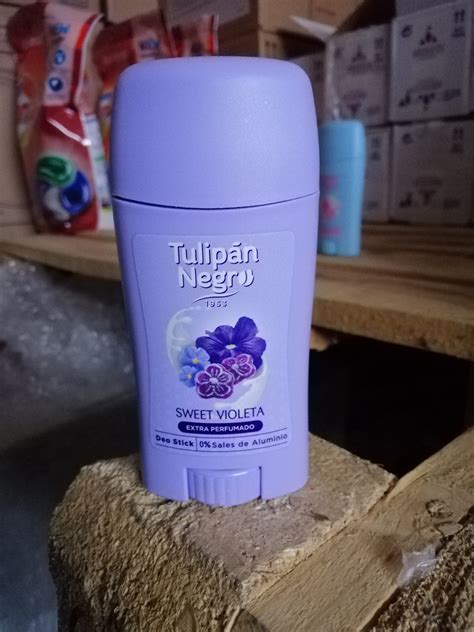 Tulipán
Negro
1953
SWEET VIOLETA
EXTRA PERFUMADO
Deo Stick | 0% Sales de Aluminio